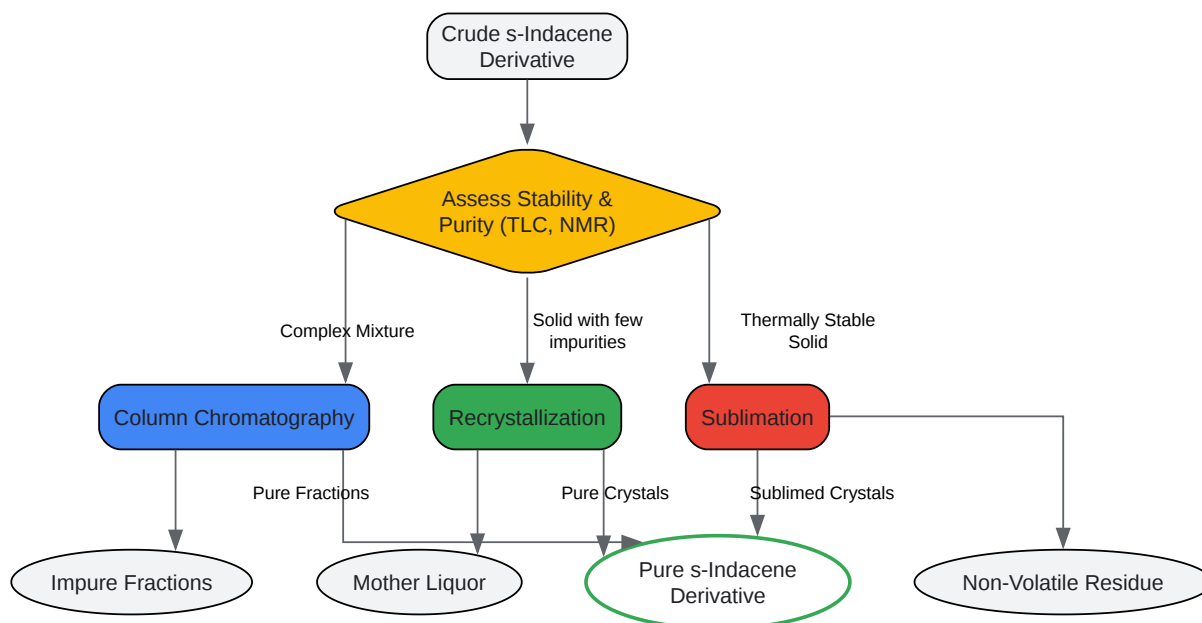 Crude s-Indacene
Derivative
Assess Stability &
Purity (TLC, NMR)
Complex Mixture
Solid with few
impurities
Thermally Stable
Solid
Column Chromatography
Recrystallization
Sublimation
Pure Fractions
Pure Crystals
Sublimed Crystals
Impure Fractions
Mother Liquor
Pure s-Indacene
Derivative
Non-Volatile Residue